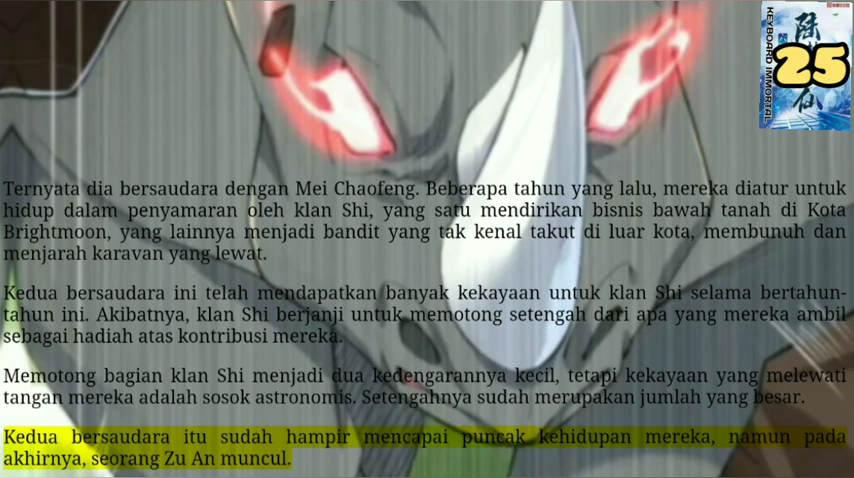 KEYBOARD IMMORTAL
25
仙
Ternyata dia bersaudara dengan Mei Chaofeng. Beberapa tahun yang lalu, mereka diatur untuk
hidup dalam penyamaran oleh klan Shi, yang satu mendirikan bisnis bawah tanah di Kota
Brightmoon, yang lainnya menjadi bandit yang tak kenal takut di luar kota, membunuh dan
menjarah karavan yang lewat.
Kedua bersaudara ini telah mendapatkan banyak kekayaan untuk klan Shi selama bertahun-
tahun ini. Akibatnya, klan Shi berjanji untuk memotong setengah dari apa yang mereka ambil
sebagai hadiah atas kontribusi mereka.
Memotong bagian klan Shi menjadi dua kedengarannya kecil, tetapi kekayaan yang melewati
tangan mereka adalah sosok astronomis. Setengahnya sudah merupakan jumlah yang besar.
Kedua bersaudara itu sudah hampir mencapai puncak kehidupan mereka, namun pada
akhirnya, seorang Zu An muncul.